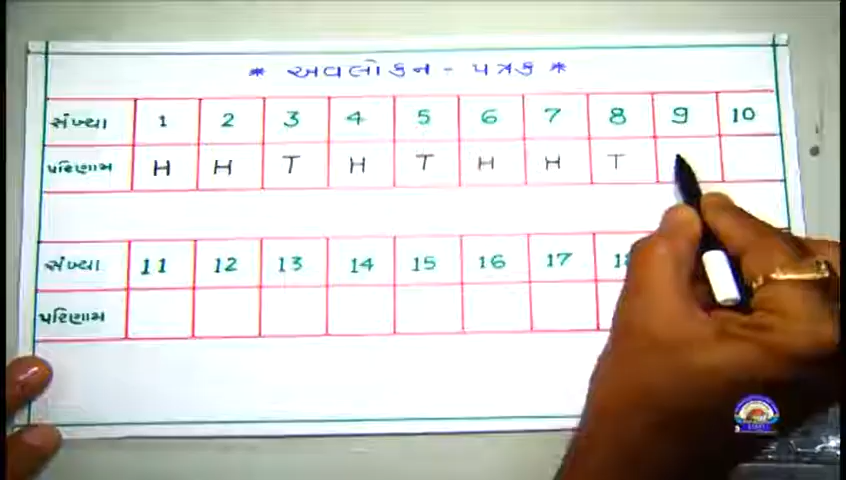 * અવલોકન - પત્રક *
સંખ્યા 1 2 3 4 5 6 7 8 9 10
પરિણામ H H T H T H H T
સંખ્યા 11 12 13 14 15 16 17
પરિણામ